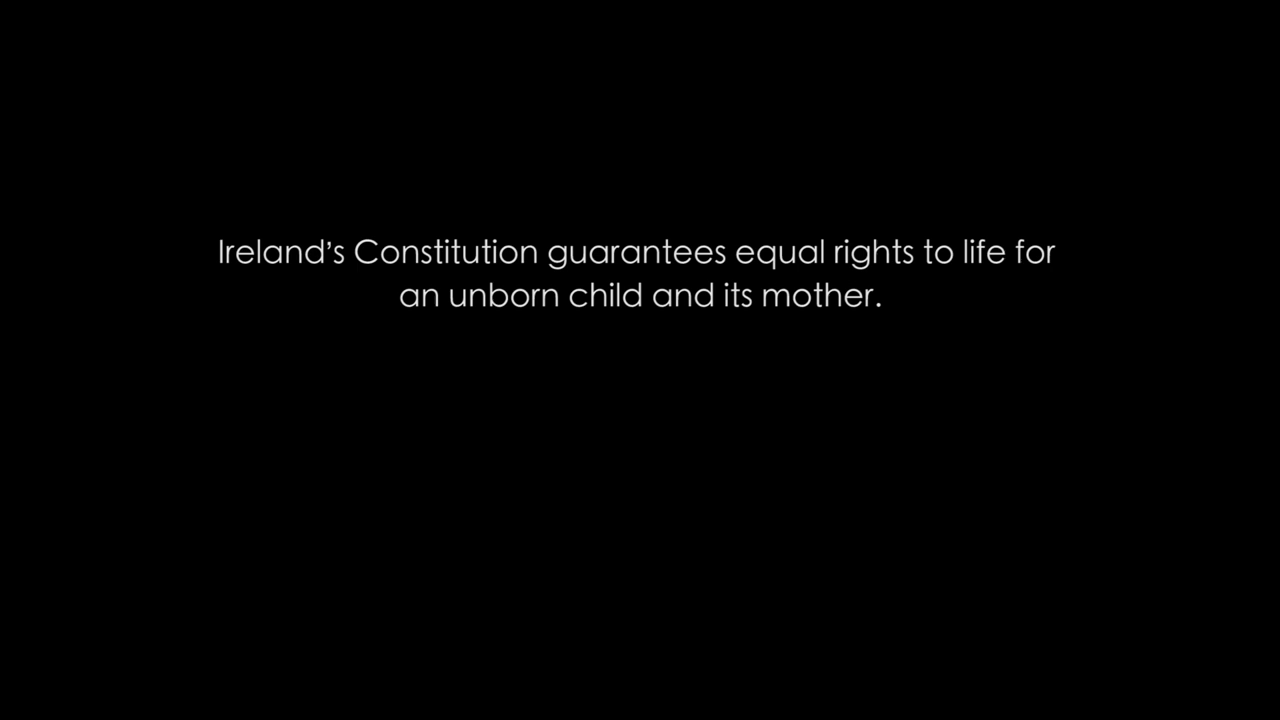 Ireland's Constitution guarantees equal rights to life for
an unborn child and its mother.